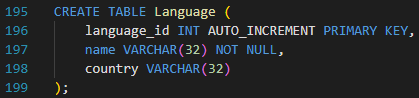 195 CREATE TABLE Language (
196     language_id INT AUTO_INCREMENT PRIMARY KEY,
197     name VARCHAR(32) NOT NULL,
198     country VARCHAR(32)
199 );